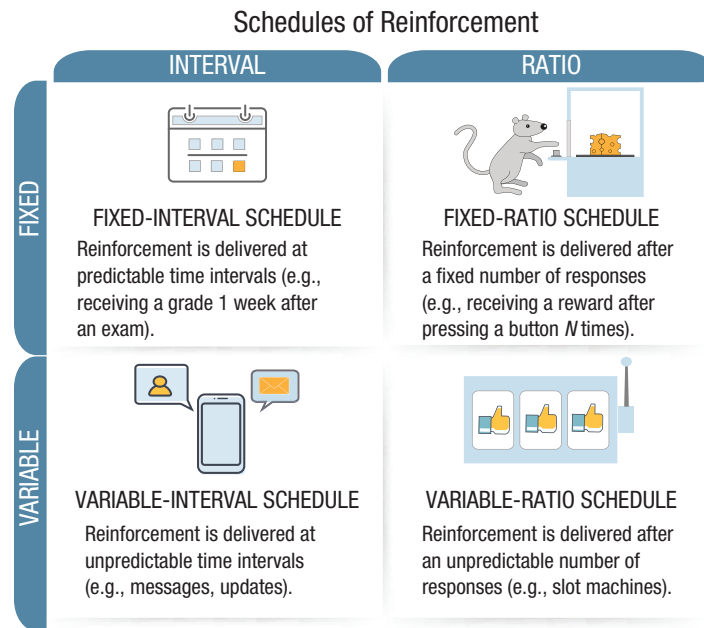 Schedules of Reinforcement
INTERVAL
RATIO
FIXED
FIXED-INTERVAL SCHEDULE
Reinforcement is delivered at
predictable time intervals (e.g.,
receiving a grade 1 week after
an exam).
FIXED-RATIO SCHEDULE
Reinforcement is delivered after
a fixed number of responses
(e.g., receiving a reward after
pressing a button N times).
VARIABLE
VARIABLE-INTERVAL SCHEDULE
Reinforcement is delivered at
unpredictable time intervals
(e.g., messages, updates).
VARIABLE-RATIO SCHEDULE
Reinforcement is delivered after
an unpredictable number of
responses (e.g., slot machines).